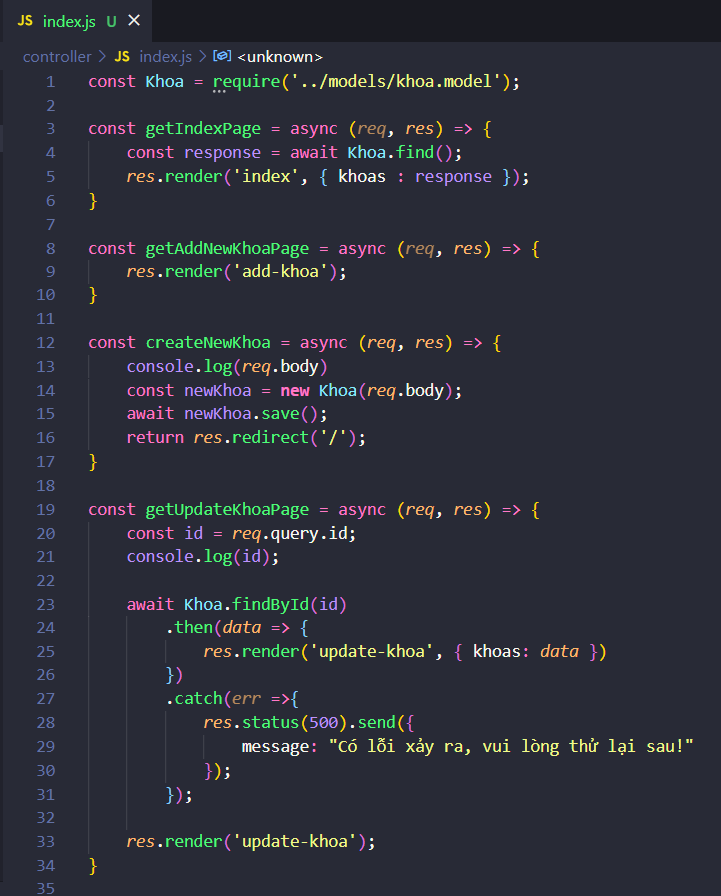 JS index.js U ×
controller > JS index.js > <unknown>
1 const Khoa = require('../models/khoa.model');
2
3 const getIndexPage = async (req, res) => {
4     const response = await Khoa.find();
5     res.render('index', { khoas : response });
6 }
7
8 const getAddNewKhoaPage = async (req, res) => {
9     res.render('add-khoa');
10 }
11
12 const createNewKhoa = async (req, res) => {
13     console.log(req.body)
14     const newKhoa = new Khoa(req.body);
15     await newKhoa.save();
16     return res.redirect('/');
17 }
18
19 const getUpdateKhoaPage = async (req, res) => {
20     const id = req.query.id;
21     console.log(id);
22
23     await Khoa.findById(id)
24         .then(data => {
25             res.render('update-khoa', { khoas: data })
26         })
27         .catch(err =>{
28             res.status(500).send({
29                 message: "Có lỗi xảy ra, vui lòng thử lại sau!"
30             });
31         });
32
33     res.render('update-khoa');
34 }
35